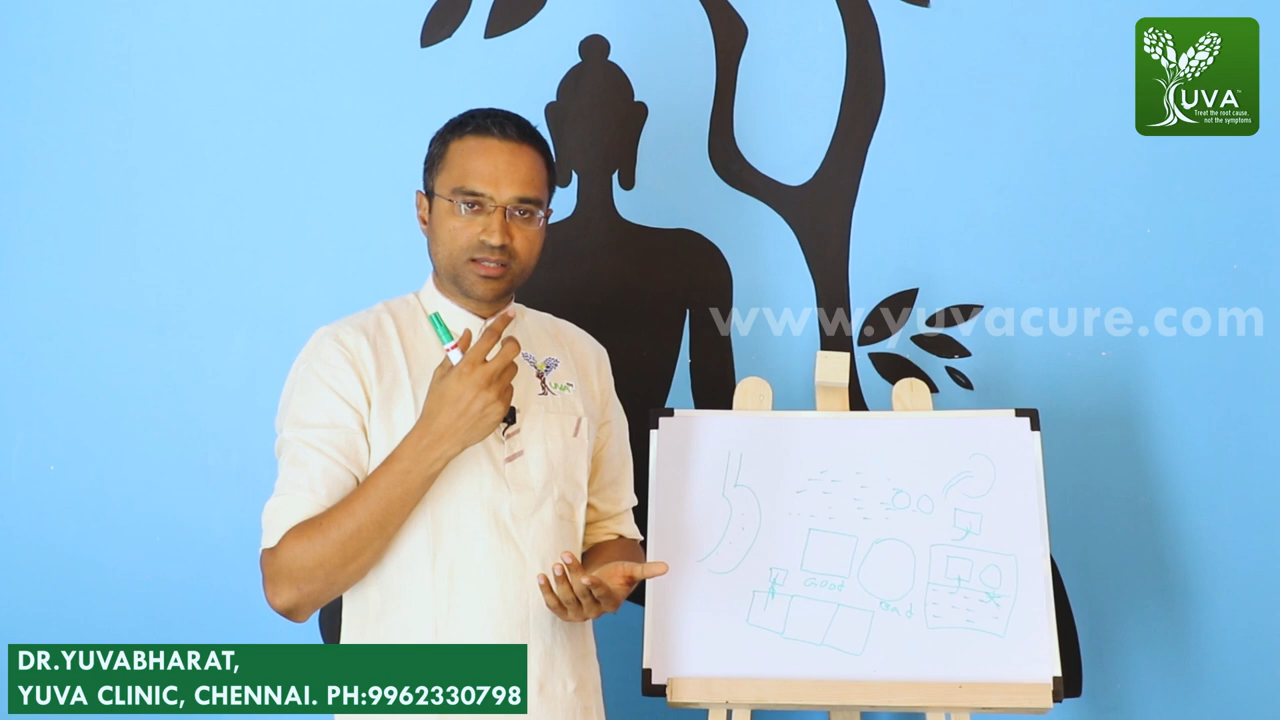 UVA™
Treat the root cause,
not the symptoms
www.yuvacure.com
UVA
Good
DR.YUVABHARAT,
YUVA CLINIC, CHENNAI. PH:9962330798